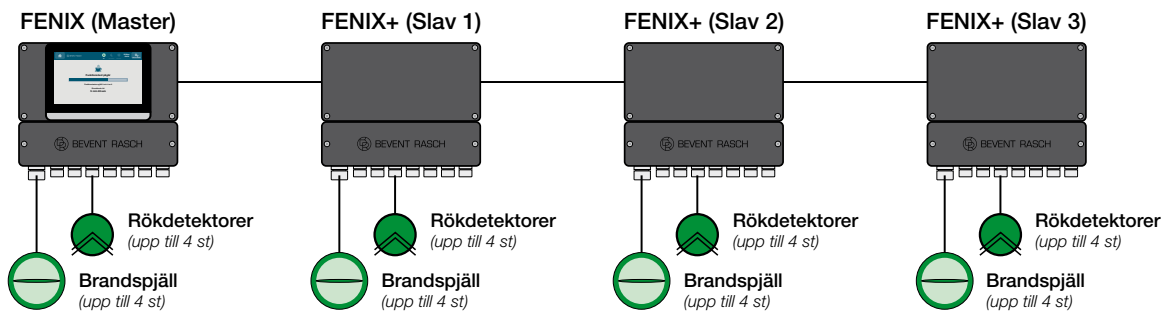 FENIX (Master)
FENIX+ (Slav 1)
FENIX+ (Slav 2)
FENIX+ (Slav 3)
BEVENT RASCH
BEVENT RASCH
BEVENT RASCH
BEVENT RASCH
Rökdetektorer
(upp till 4 st)
Rökdetektorer
(upp till 4 st)
Rökdetektorer
(upp till 4 st)
Rökdetektorer
(upp till 4 st)
Brandspjäll
(upp till 4 st)
Brandspjäll
(upp till 4 st)
Brandspjäll
(upp till 4 st)
Brandspjäll
(upp till 4 st)